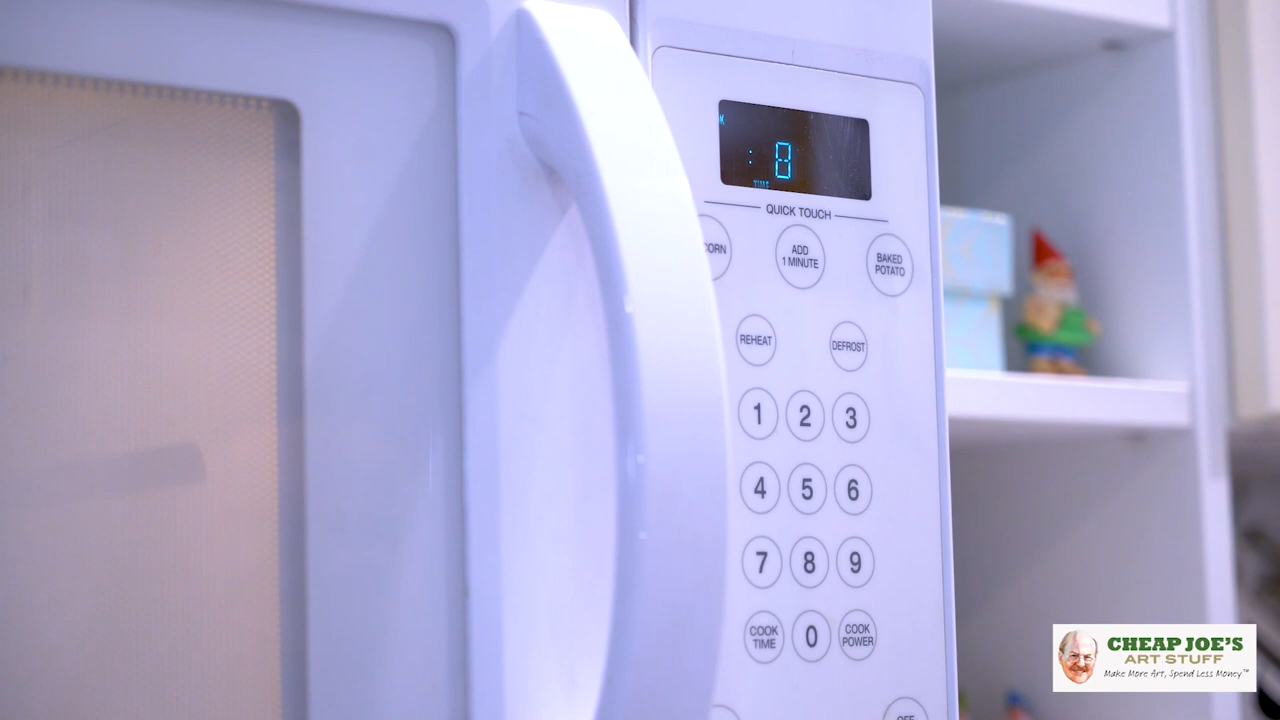 : 8
TIME
QUICK TOUCH
CORN
ADD
1 MINUTE
BAKED
POTATO
REHEAT
DEFROST
1 2 3
4 5 6
7 8 9
COOK
TIME
0
COOK
POWER
OFF
CHEAP JOE'S
ART STUFF
Make More Art, Spend Less Money™